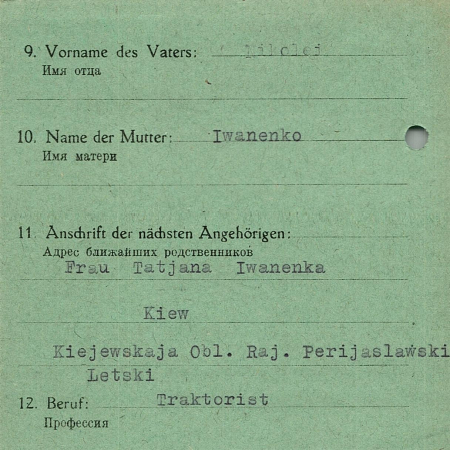 9. Vorname des Vaters: Nikolei
Имя отца
10. Name der Mutter: Iwanenko
Имя матери
11. Anschrift der nächsten Angehörigen:
Адрес ближайших родственников
Frau Tatjana Iwanenka
Kiew
Kiejewskaja Obl. Raj. Perijaslawski
Letski
12. Beruf: Traktorist
Профессия